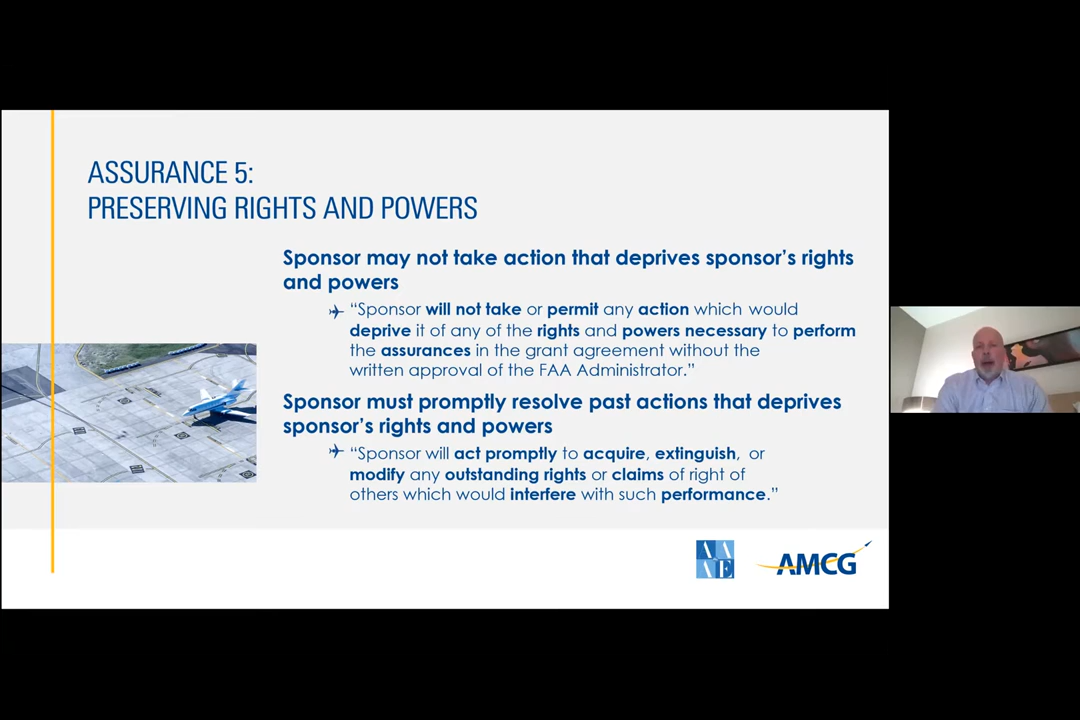 ASSURANCE 5:
PRESERVING RIGHTS AND POWERS
Sponsor may not take action that deprives sponsor’s rights
and powers
“Sponsor will not take or permit any action which would
deprive it of any of the rights and powers necessary to perform
the assurances in the grant agreement without the
written approval of the FAA Administrator.”
Sponsor must promptly resolve past actions that deprives
sponsor’s rights and powers
“Sponsor will act promptly to acquire, extinguish, or
modify any outstanding rights or claims of right of
others which would interfere with such performance.”
AAAE
AMCG